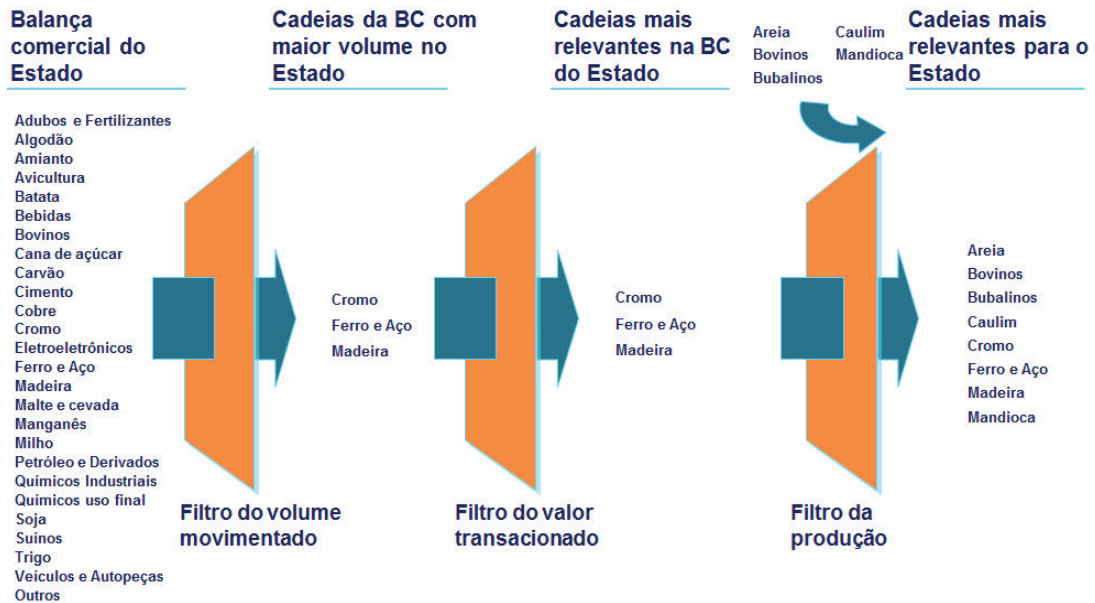 Balança
comercial do
Estado
Adubos e Fertilizantes
Algodão
Amianto
Avicultura
Batata
Bebidas
Bovinos
Cana de açúcar
Carvão
Cimento
Cobre
Cromo
Eletroeletrônicos
Ferro e Aço
Madeira
Malte e cevada
Manganês
Milho
Petróleo e Derivados
Químicos Industriais
Químicos uso final
Soja
Suínos
Trigo
Veículos e Autopeças
Outros
Filtro do volume
movimentado
Cadeias da BC com
maior volume no
Estado
Cromo
Ferro e Aço
Madeira
Filtro do valor
transacionado
Cadeias mais
relevantes na BC
do Estado
Cromo
Ferro e Aço
Madeira
Areia Caulim
Bovinos Mandioca
Bubalinos
Filtro da
produção
Cadeias mais
relevantes para o
Estado
Areia
Bovinos
Bubalinos
Caulim
Cromo
Ferro e Aço
Madeira
Mandioca